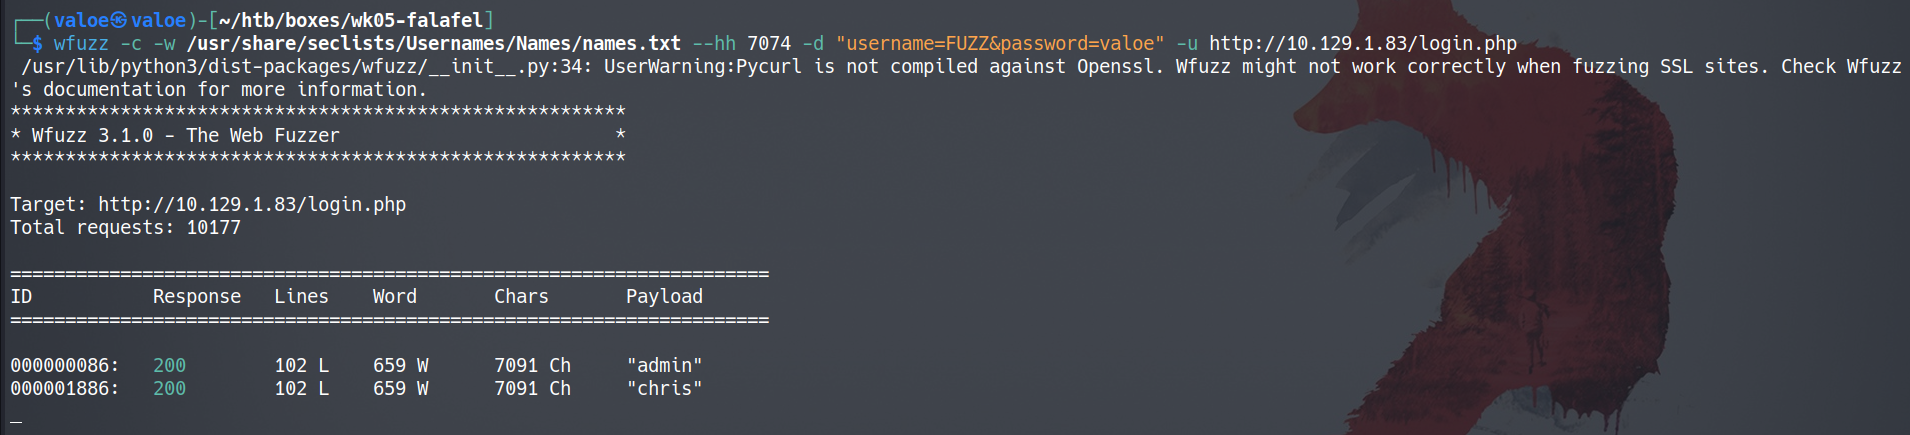 ┌──(valoe㉿valoe)-[~/htb/boxes/wk05-falafel]
└─$ wfuzz -c -w /usr/share/seclists/Usernames/Names/names.txt --hh 7074 -d "username=FUZZ&password=valoe" -u http://10.129.1.83/login.php
/usr/lib/python3/dist-packages/wfuzz/__init__.py:34: UserWarning:Pycurl is not compiled against Openssl. Wfuzz might not work correctly when fuzzing SSL sites. Check Wfuzz
's documentation for more information.
********************************************************
* Wfuzz 3.1.0 - The Web Fuzzer                         *
********************************************************
Target: http://10.129.1.83/login.php
Total requests: 10177
=====================================================================
ID           Response   Lines    Word       Chars       Payload
=====================================================================
000000086:   200        102 L    659 W      7091 Ch     "admin"
000001886:   200        102 L    659 W      7091 Ch     "chris"